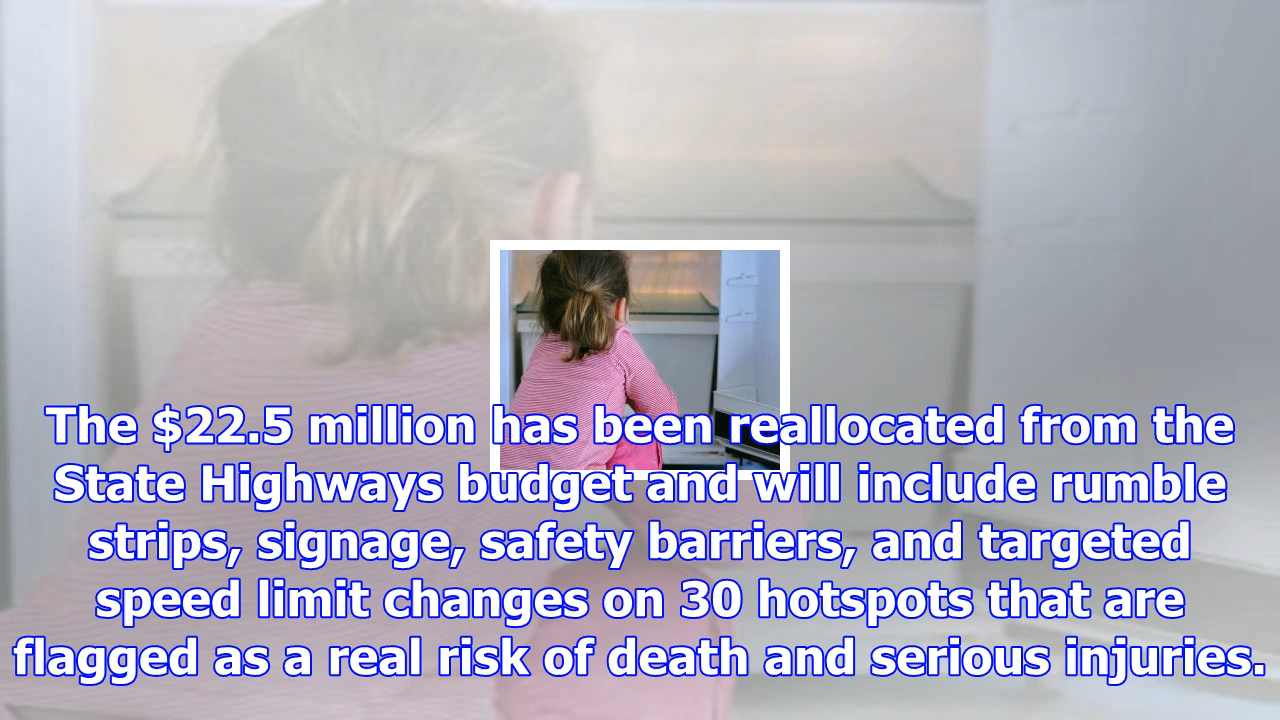 The $22.5 million has been reallocated from the
State Highways budget and will include rumble
strips, signage, safety barriers, and targeted
speed limit changes on 30 hotspots that are
flagged as a real risk of death and serious injuries.